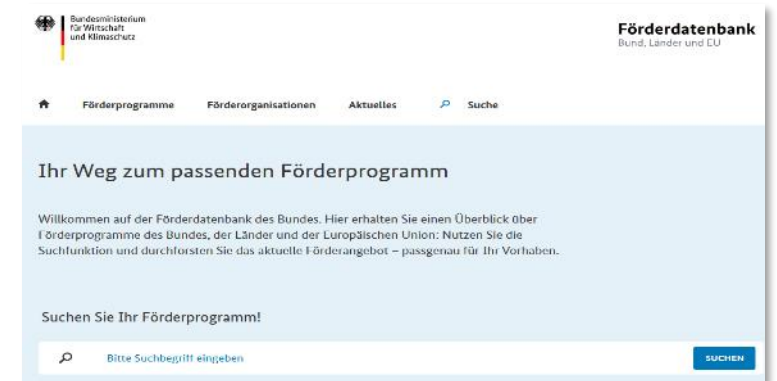 Bundesministerium
für Wirtschaft
und Klimaschutz
Förderdatenbank
Bund, Länder und EU
Förderprogramme Förderorganisationen Aktuelles Suche
Ihr Weg zum passenden Förderprogramm
Willkommen auf der Förderdatenbank des Bundes. Hier erhalten Sie einen Überblick über
Förderprogramme des Bundes, der Länder und der Europäischen Union: Nutzen Sie die
Suchfunktion und durchforsten Sie das aktuelle Förderangebot – passgenau für Ihr Vorhaben.
Suchen Sie Ihr Förderprogramm!
Bitte Suchbegriff eingeben SUCHEN